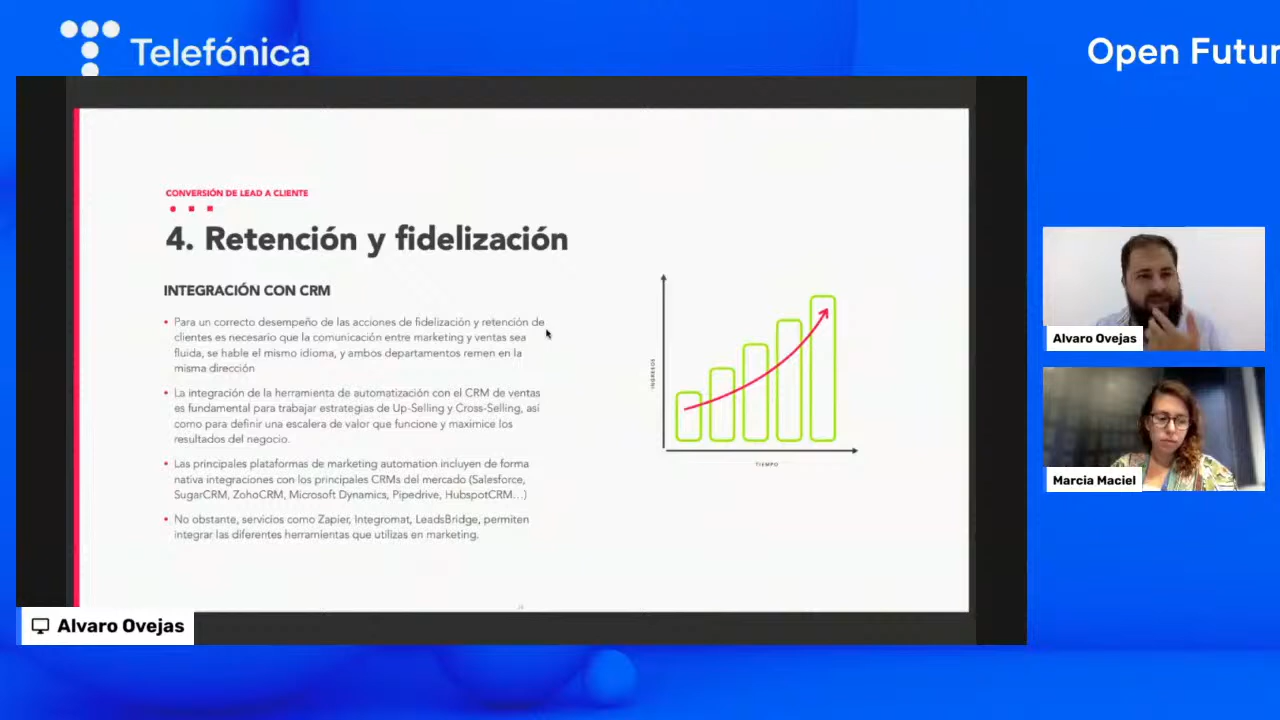 Telefónica
Open Futur
CONVERSIÓN DE LEAD A CLIENTE
4. Retención y fidelización
INTEGRACIÓN CON CRM
• Para un correcto desempeño de las acciones de fidelización y retención de
clientes es necesario que la comunicación entre marketing y ventas sea
fluida, se hable el mismo idioma, y ambos departamentos remen en la
misma dirección
• La integración de la herramienta de automatización con el CRM de ventas
es fundamental para trabajar estrategias de Up-Selling y Cross-Selling, así
como para definir una escalera de valor que funcione y maximice los
resultados del negocio.
• Las principales plataformas de marketing automation incluyen de forma
nativa integraciones con los principales CRMs del mercado (Salesforce,
SugarCRM, ZohoCRM, Microsoft Dynamics, Pipedrive, HubspotCRM…)
• No obstante, servicios como Zapier, Integromat, LeadsBridge, permiten
integrar las diferentes herramientas que utilizas en marketing.
INGRESOS
TIEMPO
Alvaro Ovejas
Marcia Maciel
Alvaro Ovejas